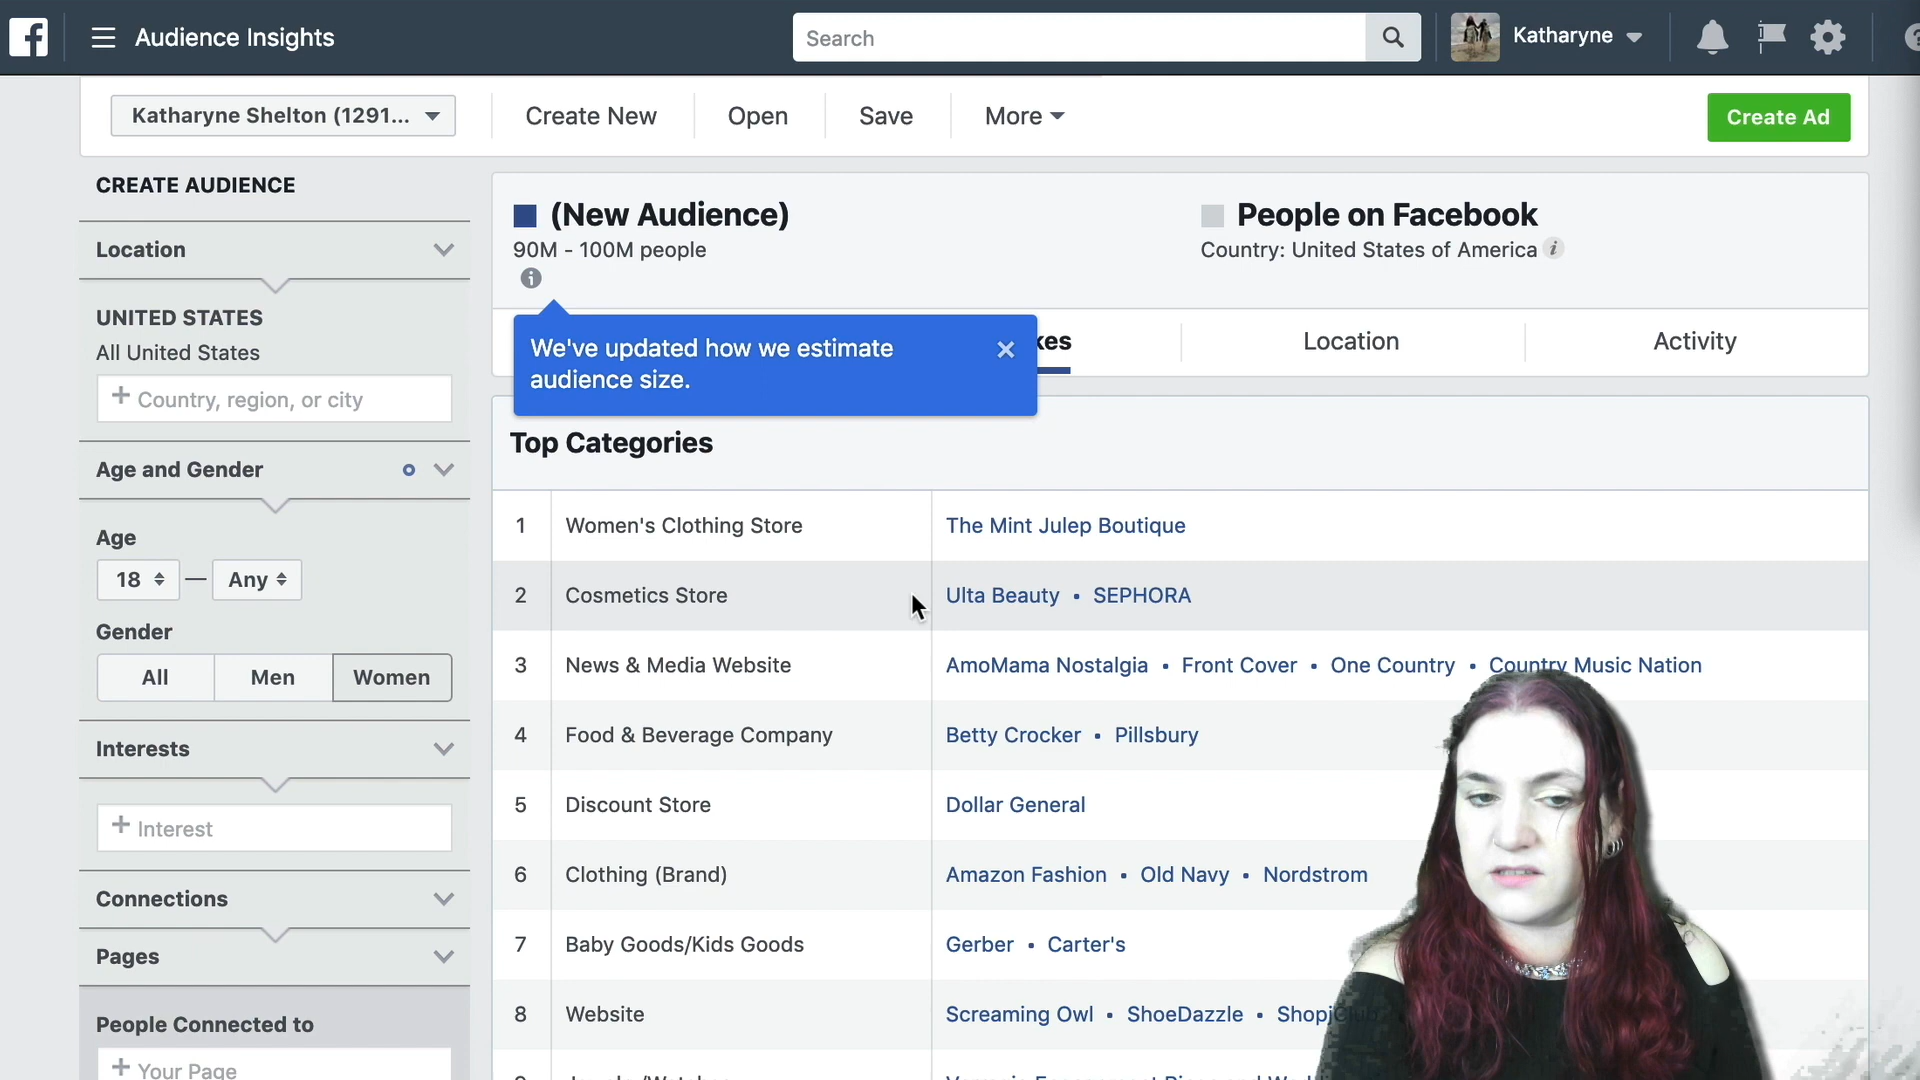 Audience Insights
Search
Katharyne
Katharyne Shelton (1291...
Create New
Open
Save
More
Create Ad
CREATE AUDIENCE
Location
UNITED STATES
All United States
+ Country, region, or city
Age and Gender
Age
18 — Any
Gender
All Men Women
Interests
+ Interest
Connections
Pages
People Connected to
+ Your Page
(New Audience)
90M - 100M people
People on Facebook
Country: United States of America
We've updated how we estimate
audience size.
kes
Location
Activity
Top Categories
1 Women's Clothing Store The Mint Julep Boutique
2 Cosmetics Store Ulta Beauty • SEPHORA
3 News & Media Website AmoMama Nostalgia • Front Cover • One Country • Country Music Nation
4 Food & Beverage Company Betty Crocker • Pillsbury
5 Discount Store Dollar General
6 Clothing (Brand) Amazon Fashion • Old Navy • Nordstrom
7 Baby Goods/Kids Goods Gerber • Carter's
8 Website Screaming Owl • ShoeDazzle •